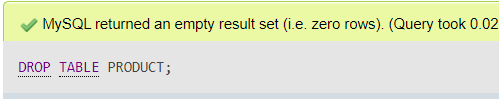 MySQL returned an empty result set (i.e. zero rows). (Query took 0.02
DROP TABLE PRODUCT;